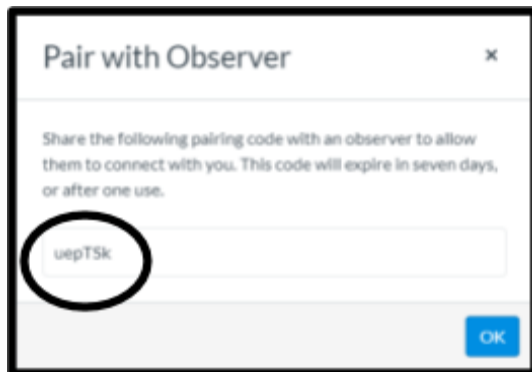 Pair with Observer ×
Share the following pairing code with an observer to allow
them to connect with you. This code will expire in seven days,
or after one use.
uepTSk
OK